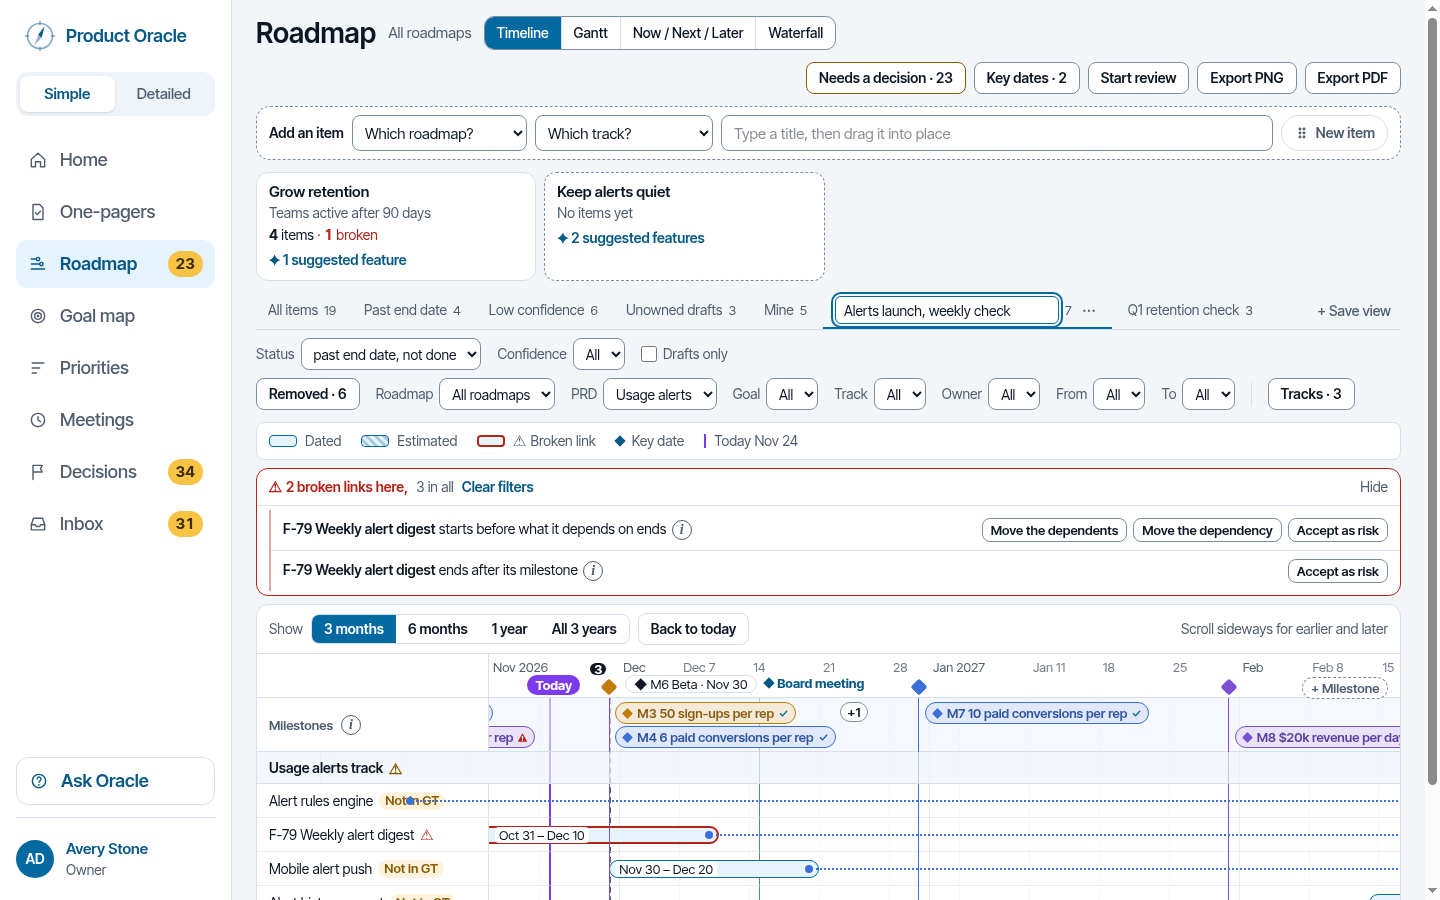 Product Oracle
Simple
Detailed
Home
One-pagers
Roadmap 23
Goal map
Priorities
Meetings
Decisions 34
Inbox 31
Ask Oracle
AD
Avery Stone
Owner
Roadmap All roadmaps Timeline Gantt Now / Next / Later Waterfall
Needs a decision · 23 Key dates · 2 Start review Export PNG Export PDF
Add an item Which roadmap? Which track? Type a title, then drag it into place New item
Grow retention
Teams active after 90 days
4 items · 1 broken
1 suggested feature
Keep alerts quiet
No items yet
2 suggested features
All items 19 Past end date 4 Low confidence 6 Unowned drafts 3 Mine 5 Alerts launch, weekly check 7 ··· Q1 retention check 3 + Save view
Status past end date, not done Confidence All Drafts only
Removed · 6 Roadmap All roadmaps PRD Usage alerts Goal All Track All Owner All From All To All Tracks · 3
Dated Estimated ⚠ Broken link Key date Today Nov 24
⚠ 2 broken links here, 3 in all Clear filters Hide
F-79 Weekly alert digest starts before what it depends on ends i Move the dependents Move the dependency Accept as risk
F-79 Weekly alert digest ends after its milestone i Accept as risk
Show 3 months 6 months 1 year All 3 years Back to today Scroll sideways for earlier and later
Nov 2026 3 Dec Dec 7 14 21 28 Jan 2027 Jan 11 18 25 Feb Feb 8 15
Today M6 Beta · Nov 30 Board meeting + Milestone
Milestones i
M3 50 sign-ups per rep ✓ +1 M7 10 paid conversions per rep ✓
rep M4 6 paid conversions per rep ✓ M8 $20k revenue per day
Usage alerts track ⚠
Alert rules engine Not in GT
F-79 Weekly alert digest ⚠ Oct 31 – Dec 10
Mobile alert push Not in GT Nov 30 – Dec 20